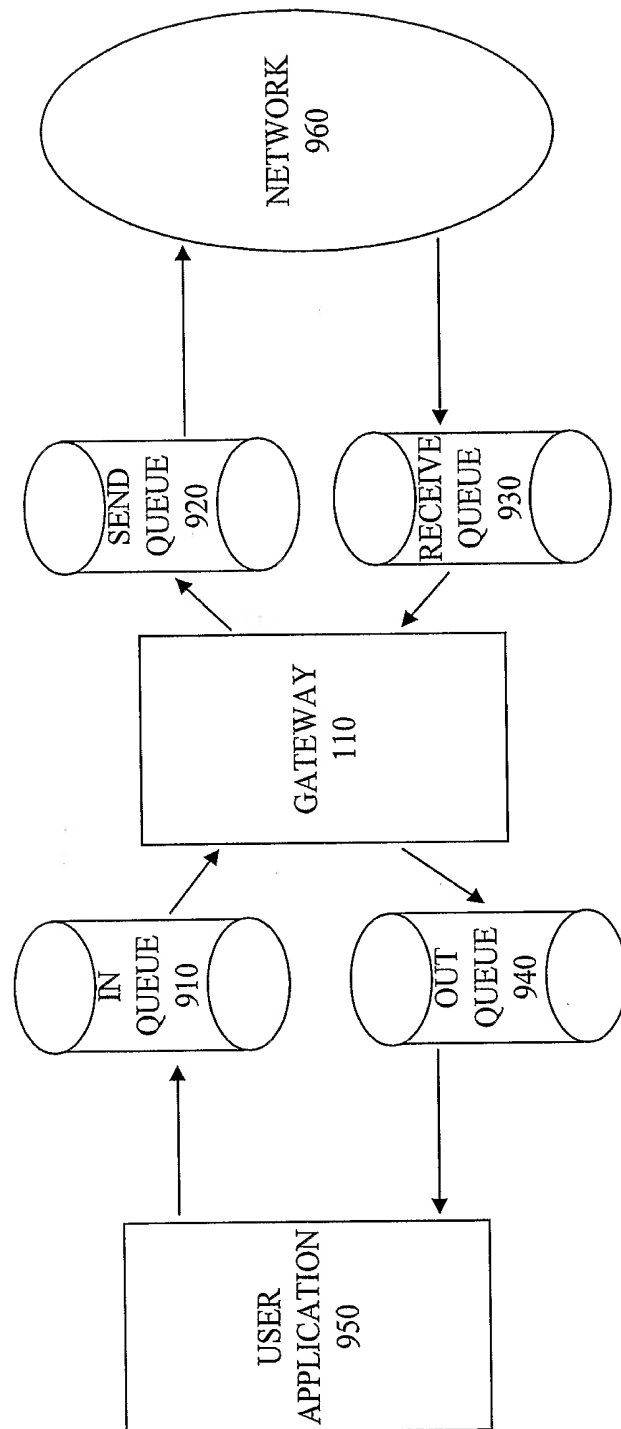 USER
APPLICATION
950
IN
QUEUE
910
OUT
QUEUE
940
GATEWAY
110
SEND
QUEUE
920
RECEIVE
QUEUE
930
NETWORK
960